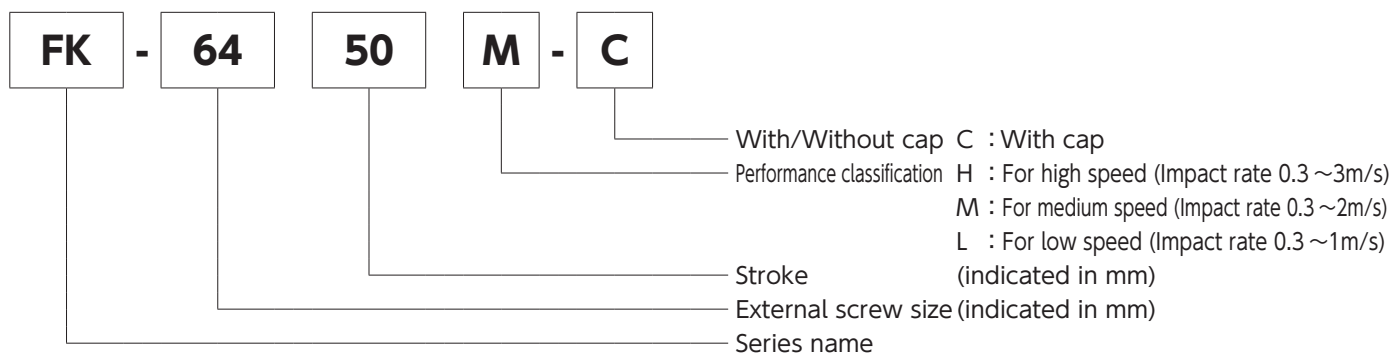 FK - 64 50 M - C
With/Without cap C : With cap
Performance classification H : For high speed (Impact rate 0.3 ~3m/s)
M : For medium speed (Impact rate 0.3 ~2m/s)
L : For low speed (Impact rate 0.3 ~1m/s)
Stroke (indicated in mm)
External screw size (indicated in mm)
Series name